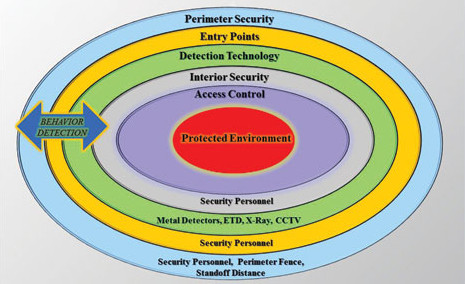 Perimeter Security
Entry Points
Detection Technology
Interior Security
Access Control
BEHAVIOR
DETECTION
Protected Environment
Security Personnel
Metal Detectors, ETD, X-Ray, CCTV
Security Personnel
Security Personnel, Perimeter Fence,
Standoff Distance